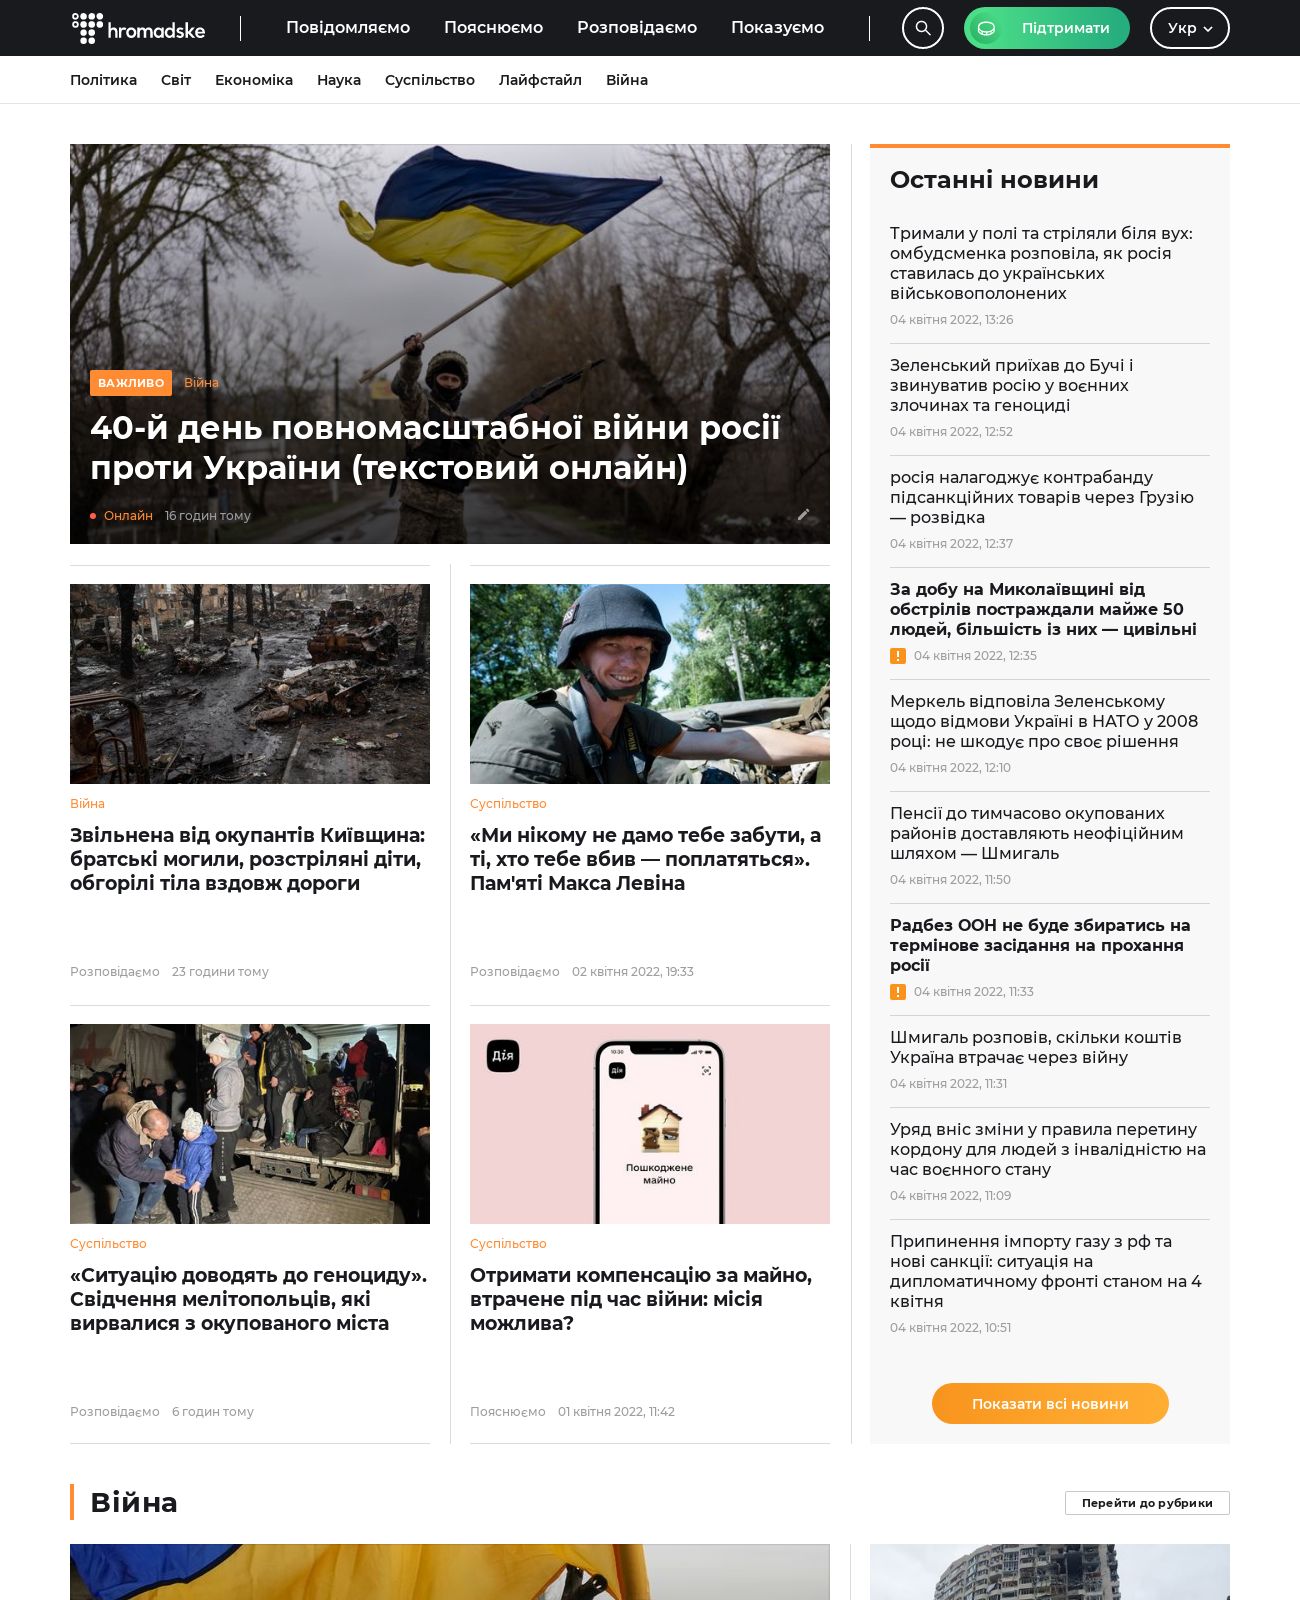 hromadske
Повідомляємо
Пояснюємо
Розповідаємо
Показуємо
Підтримати
Укр
Політика
Світ
Економіка
Наука
Суспільство
Лайфстайл
Війна
ВАЖЛИВО Війна
40-й день повномасштабної війни росії
проти України (текстовий онлайн)
Онлайн 16 годин тому
Війна
Звільнена від окупантів Київщина:
братські могили, розстріляні діти,
обгорілі тіла вздовж дороги
Розповідаємо 23 години тому
Nikon
Суспільство
«Ми нікому не дамо тебе забути, а
ті, хто тебе вбив — поплатяться».
Пам'яті Макса Левіна
Розповідаємо 02 квітня 2022, 19:33
Суспільство
«Ситуацію доводять до геноциду».
Свідчення мелітопольців, які
вирвалися з окупованого міста
Розповідаємо 6 годин тому
Дія
10:30
Дія
Пошкоджене
майно
Суспільство
Отримати компенсацію за майно,
втрачене під час війни: місія
можлива?
Пояснюємо 01 квітня 2022, 11:42
Останні новини
Тримали у полі та стріляли біля вух:
омбудсменка розповіла, як росія
ставилась до українських
військовополонених
04 квітня 2022, 13:26
Зеленський приїхав до Бучі і
звинуватив росію у воєнних
злочинах та геноциді
04 квітня 2022, 12:52
росія налагоджує контрабанду
підсанкційних товарів через Грузію
— розвідка
04 квітня 2022, 12:37
За добу на Миколаївщині від
обстрілів постраждали майже 50
людей, більшість із них — цивільні
04 квітня 2022, 12:35
Меркель відповіла Зеленському
щодо відмови Україні в НАТО у 2008
році: не шкодує про своє рішення
04 квітня 2022, 12:10
Пенсії до тимчасово окупованих
районів доставляють неофіційним
шляхом — Шмигаль
04 квітня 2022, 11:50
Радбез ООН не буде збиратись на
термінове засідання на прохання
росії
04 квітня 2022, 11:33
Шмигаль розповів, скільки коштів
Україна втрачає через війну
04 квітня 2022, 11:31
Уряд вніс зміни у правила перетину
кордону для людей з інвалідністю на
час воєнного стану
04 квітня 2022, 11:09
Припинення імпорту газу з рф та
нові санкції: ситуація на
дипломатичному фронті станом на 4
квітня
04 квітня 2022, 10:51
Показати всі новини
Війна
Перейти до рубрики